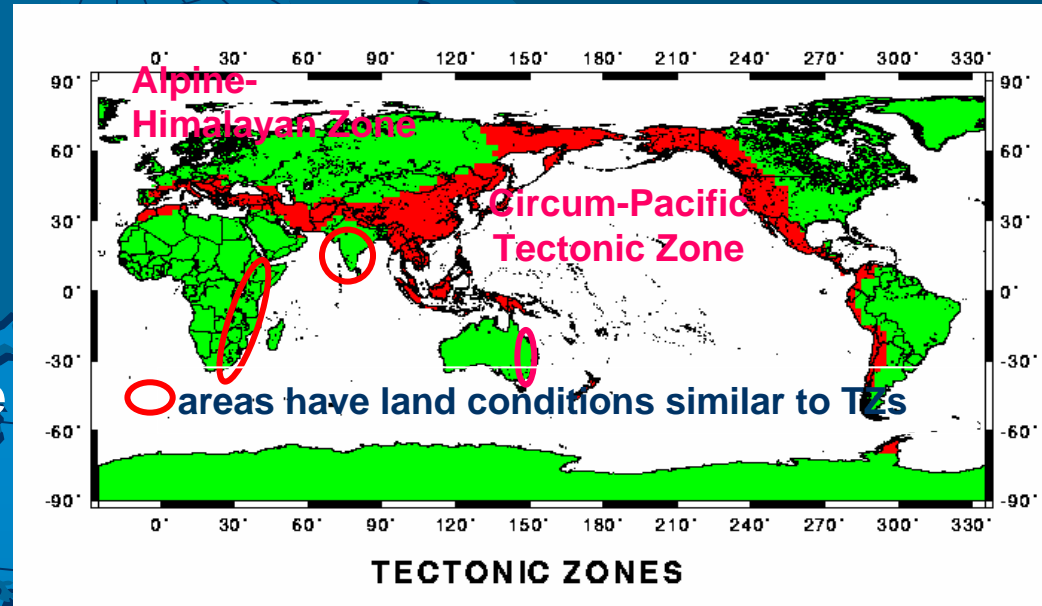 0° 30° 60° 90° 120° 150° 180° 210° 240° 270° 300° 330°
90° 90°
Alpine-
Himalayan Zone
60° 60°
Circum-Pacific
30° 30°
Tectonic Zone
0° 0°
-30° -30°
e
areas have land conditions similar to TZs
-60° -60°
-90° -90°
0° 30° 60° 90° 120° 150° 180° 210° 240° 270° 300° 330°
TECTONIC ZONES